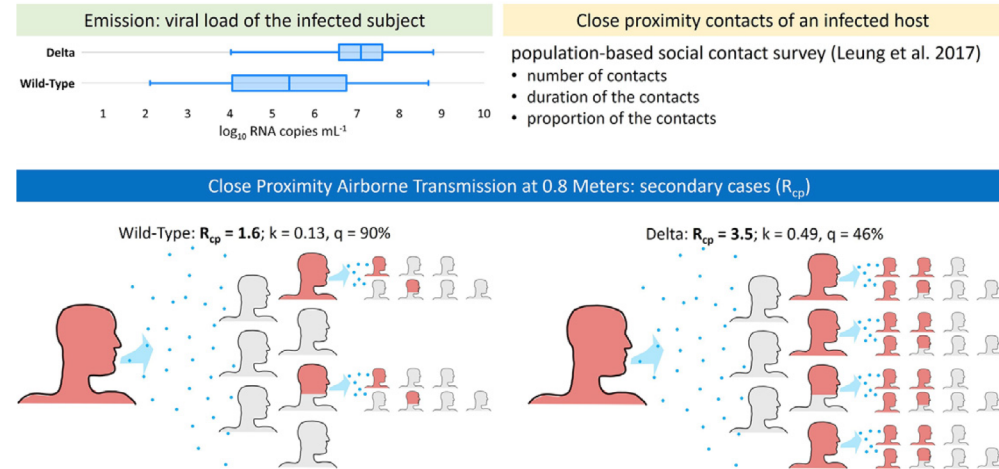 Emission: viral load of the infected subject
Delta
Wild-Type
1 2 3 4 5 6 7 8 9 10
log₁₀ RNA copies mL⁻¹
Close proximity contacts of an infected host
population-based social contact survey (Leung et al. 2017)
• number of contacts
• duration of the contacts
• proportion of the contacts
Close Proximity Airborne Transmission at 0.8 Meters: secondary cases (Rcp)
Wild-Type: Rcp = 1.6; k = 0.13, q = 90%
Delta: Rcp = 3.5; k = 0.49, q = 46%